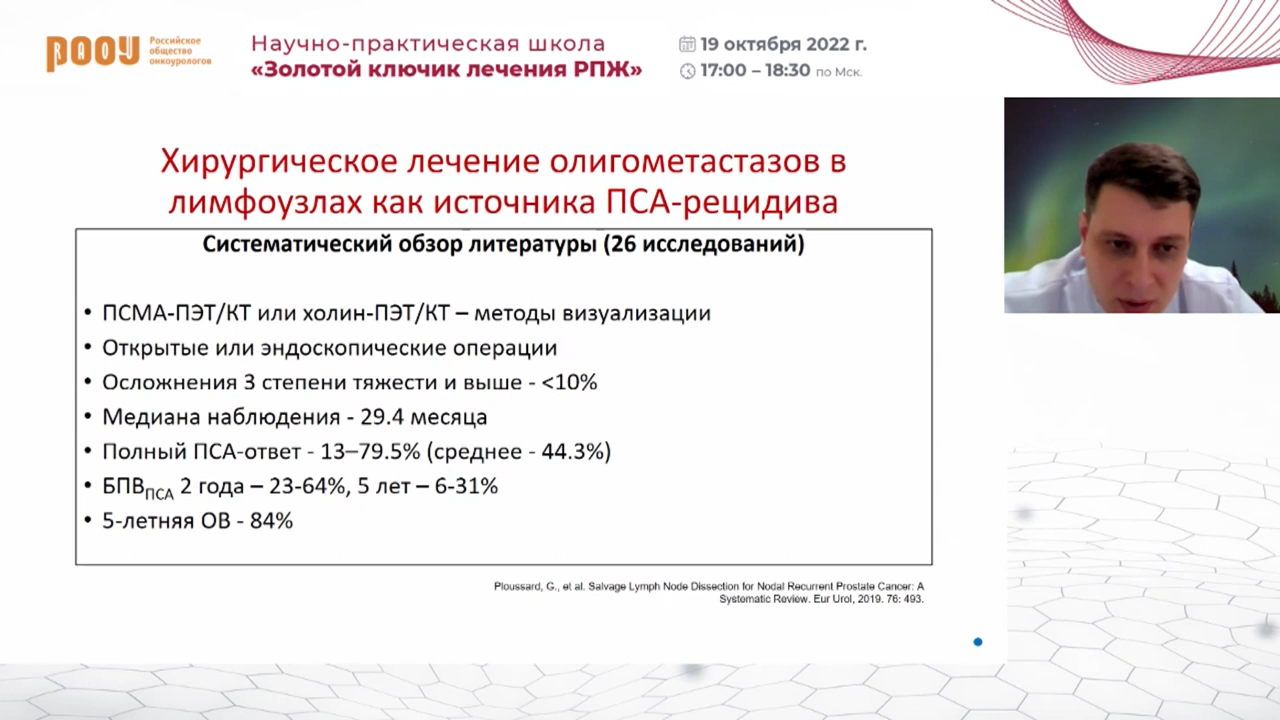 РАОУ
Российское
общество
онкоурологов
Научно-практическая школа
«Золотой ключик лечения РПЖ»
19 октября 2022 г.
17:00 – 18:30 по Мск.
Хирургическое лечение олигометастазов в
лимфоузлах как источника ПСА-рецидива
Систематический обзор литературы (26 исследований)
• ПСМА-ПЭТ/КТ или холин-ПЭТ/КТ – методы визуализации
• Открытые или эндоскопические операции
• Осложнения 3 степени тяжести и выше - <10%
• Медиана наблюдения - 29.4 месяца
• Полный ПСА-ответ - 13–79.5% (среднее - 44.3%)
• БПВПСА 2 года – 23-64%, 5 лет – 6-31%
• 5-летняя ОВ - 84%
Ploussard, G., et al. Salvage Lymph Node Dissection for Nodal Recurrent Prostate Cancer: A
Systematic Review. Eur Urol, 2019. 76: 493.